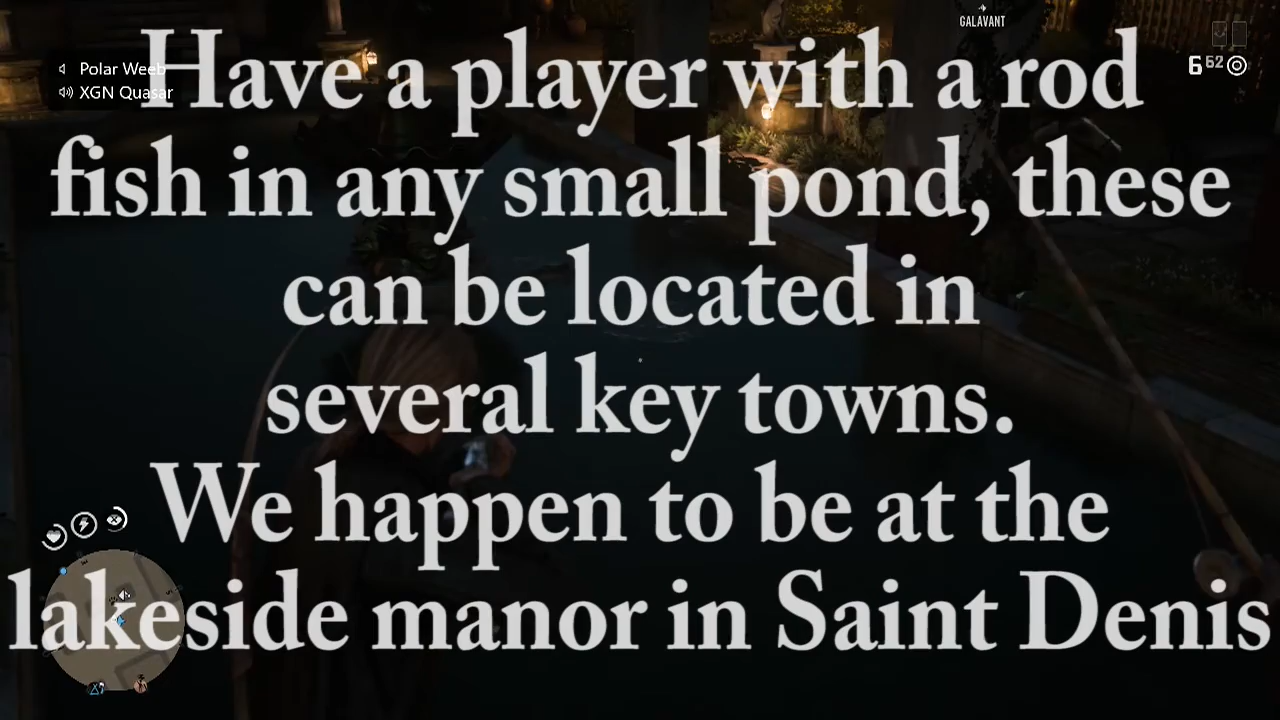 GALAVANT
Polar Weeb
XGN Quasar
6 62
Have a player with a rod
fish in any small pond, these
can be located in
several key towns.
We happen to be at the
lakeside manor in Saint Denis